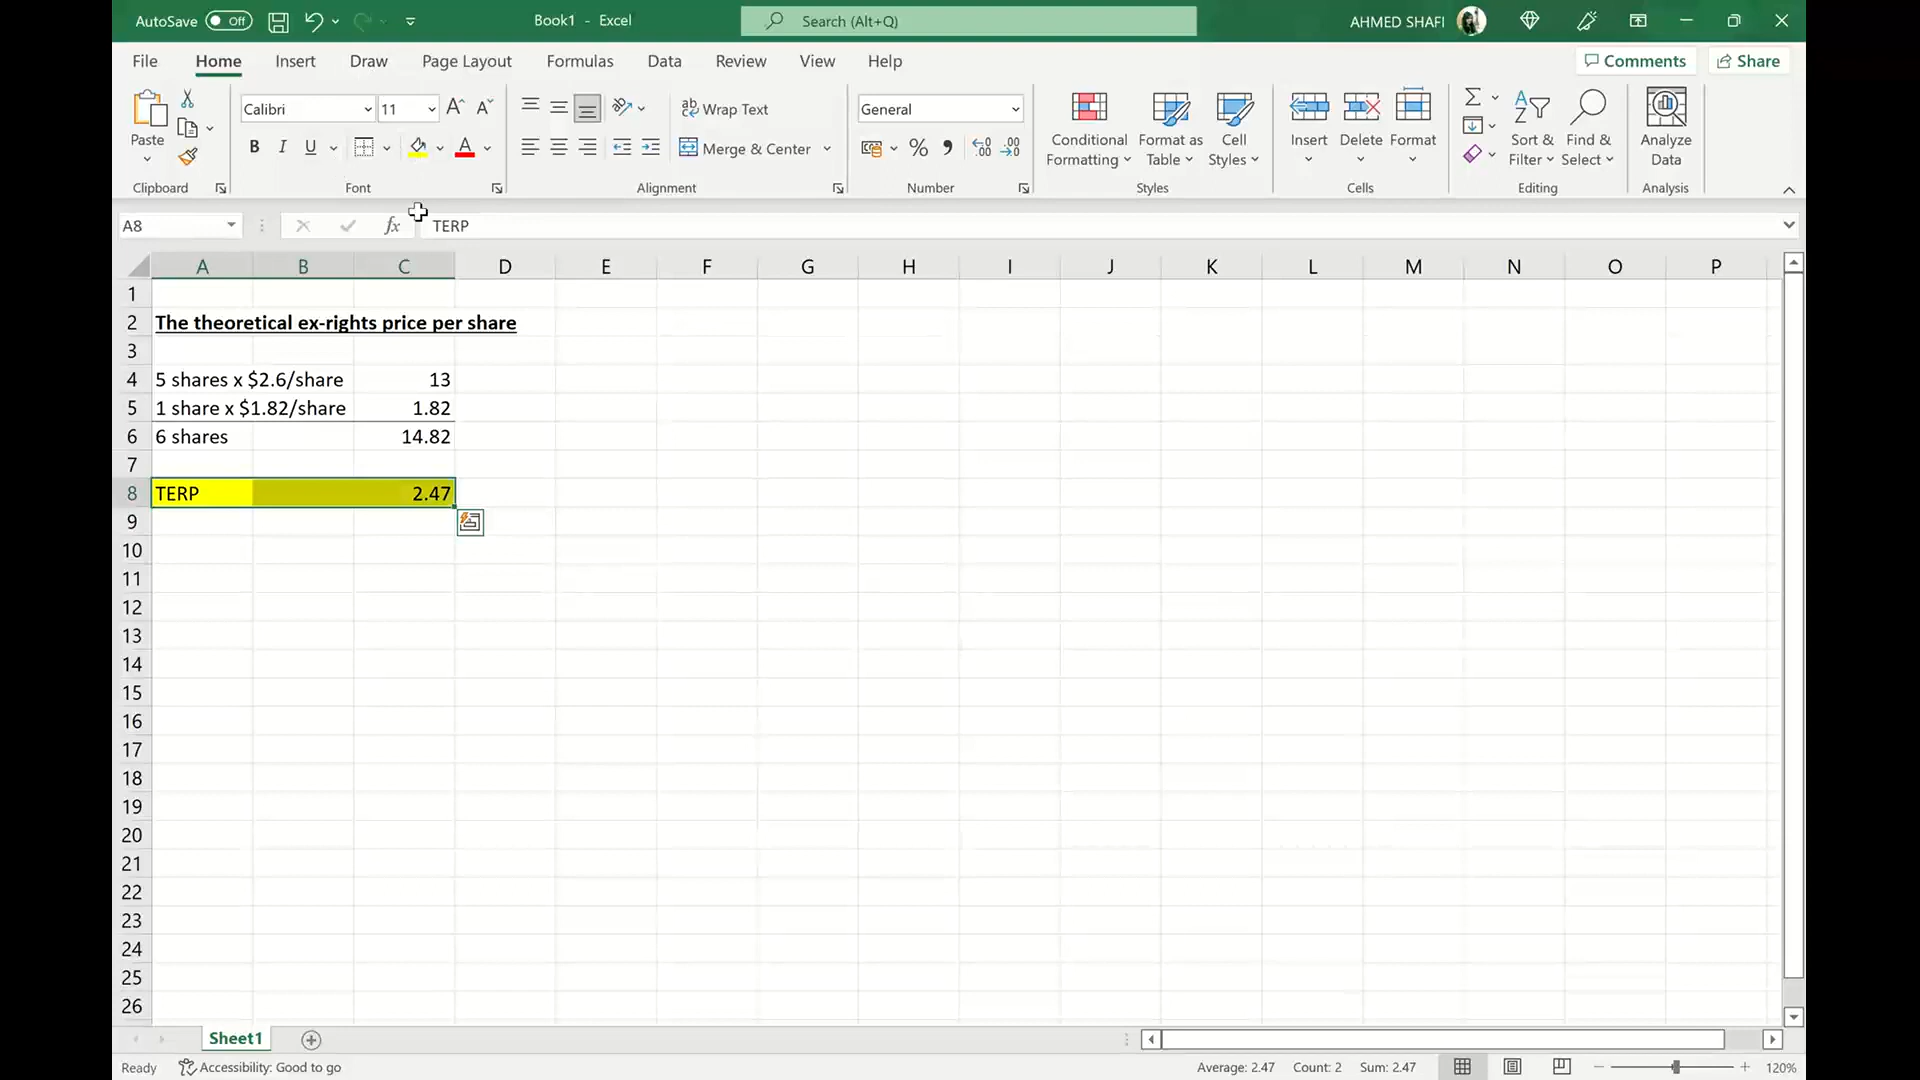 AutoSave Off Book1 - Excel Search (Alt+Q) AHMED SHAFI
File Home Insert Draw Page Layout Formulas Data Review View Help Comments Share
Calibri 11 A^ A ab Wrap Text General
Paste B I U A Merge & Center % Conditional Formatting Format as Table Cell Styles Insert Delete Format Sort & Filter Find & Select Analyze Data
Clipboard Font Alignment Number Styles Cells Editing Analysis
A8 fx TERP
A B C D E F G H I J K L M N O P
1
2 The theoretical ex-rights price per share
3
4 5 shares x $2.6/share 13
5 1 share x $1.82/share 1.82
6 6 shares 14.82
7
8 TERP 2.47
9
10
11
12
13
14
15
16
17
18
19
20
21
22
23
24
25
26
Sheet1
Ready Accessibility: Good to go Average: 2.47 Count: 2 Sum: 2.47 120%